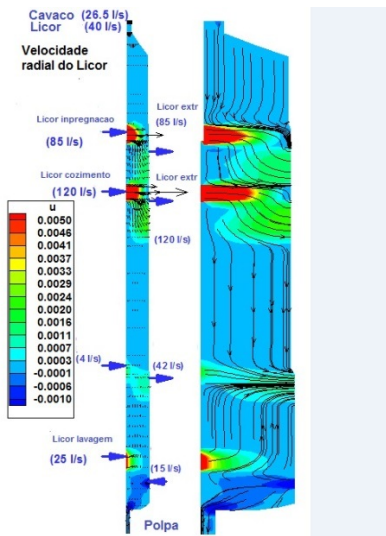 Cavaco (26.5 l/s)
Licor (40 l/s)
Velocidade
radial do Licor
Licor inpregnacao
(85 l/s)
Licor extr
(85 l/s)
Licor cozimento
(120 l/s)
Licor extr
(120 l/s)
u
0.0050
0.0046
0.0041
0.0037
0.0033
0.0029
0.0024
0.0020
0.0016
0.0011
0.0007
0.0003
-0.0001
-0.0006
-0.0010
(4 l/s)
(42 l/s)
Licor lavagem
(25 l/s)
(15 l/s)
Polpa